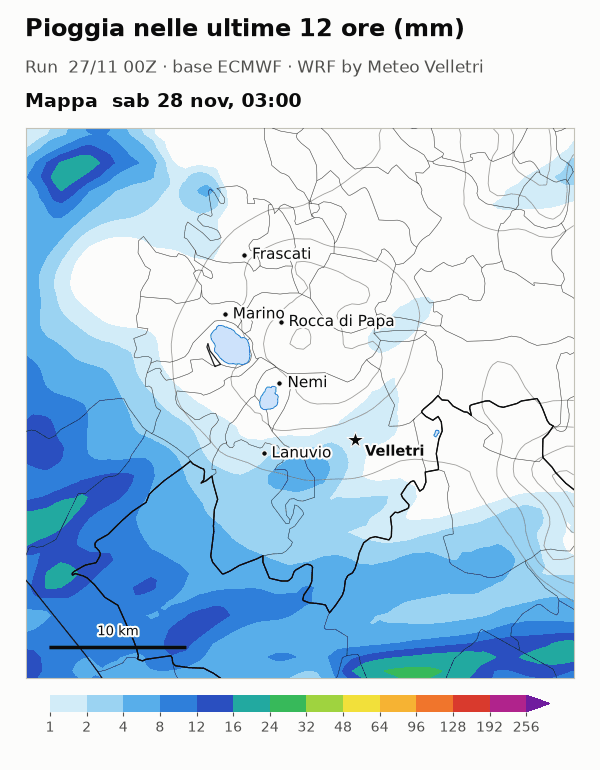 Pioggia nelle ultime 12 ore (mm)
Run  27/11 00Z · base ECMWF · WRF by Meteo Velletri
Mappa  sab 28 nov, 03:00
Frascati
Marino
Rocca di Papa
Nemi
Velletri
Lanuvio
10 km
1 2 4 8 12 16 24 32 48 64 96 128 192 256